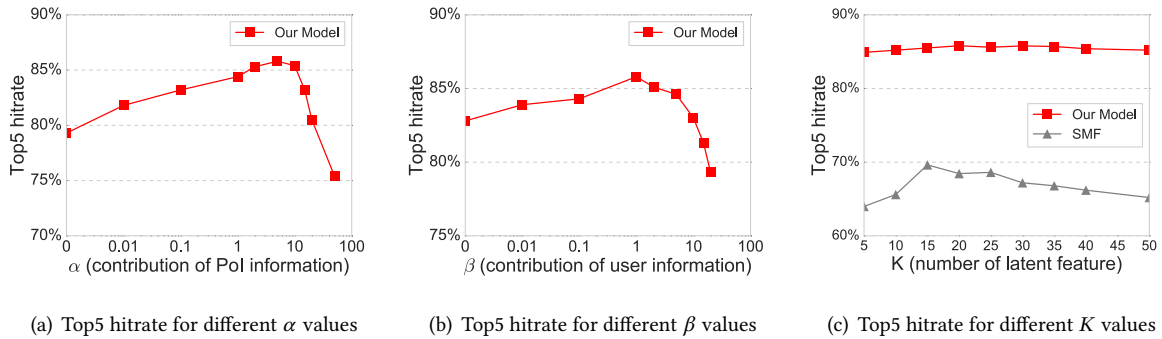 90%
85%
80%
75%
70%
Top5 hitrate
Our Model
0
0.01
0.1
1
10
100
α (contribution of PoI information)
(a) Top5 hitrate for different α values
90%
85%
80%
75%
Top5 hitrate
Our Model
0
0.01
0.1
1
10
100
β (contribution of user information)
(b) Top5 hitrate for different β values
90%
80%
70%
60%
Top5 hitrate
Our Model
SMF
5
10
15
20
25
30
35
40
45
50
K (number of latent feature)
(c) Top5 hitrate for different K values